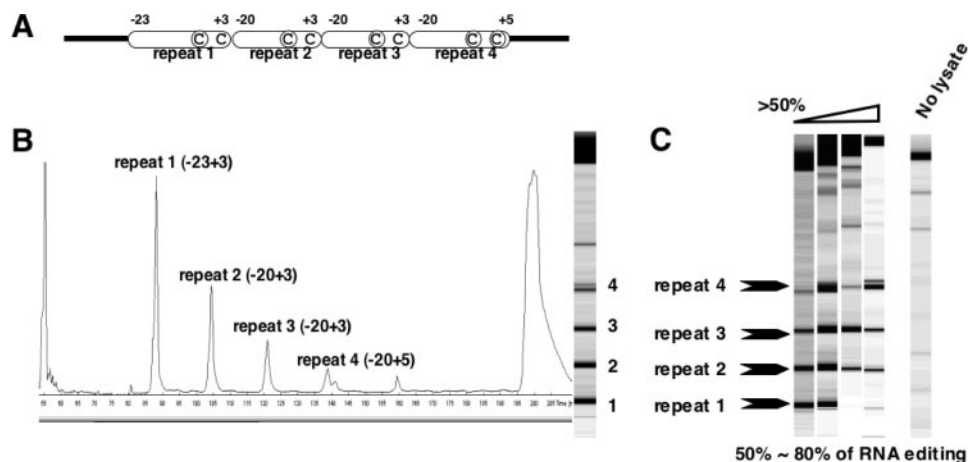 A
-23 +3 -20 +3 -20 +3 -20 +5
C C C C C C C C
repeat 1 repeat 2 repeat 3 repeat 4
B
repeat 1 (-23+3)
repeat 2 (-20+3)
repeat 3 (-20+3)
repeat 4 (-20+5)
4
3
2
1
C
>50%
No lysate
repeat 4
repeat 3
repeat 2
repeat 1
50% ~ 80% of RNA editing